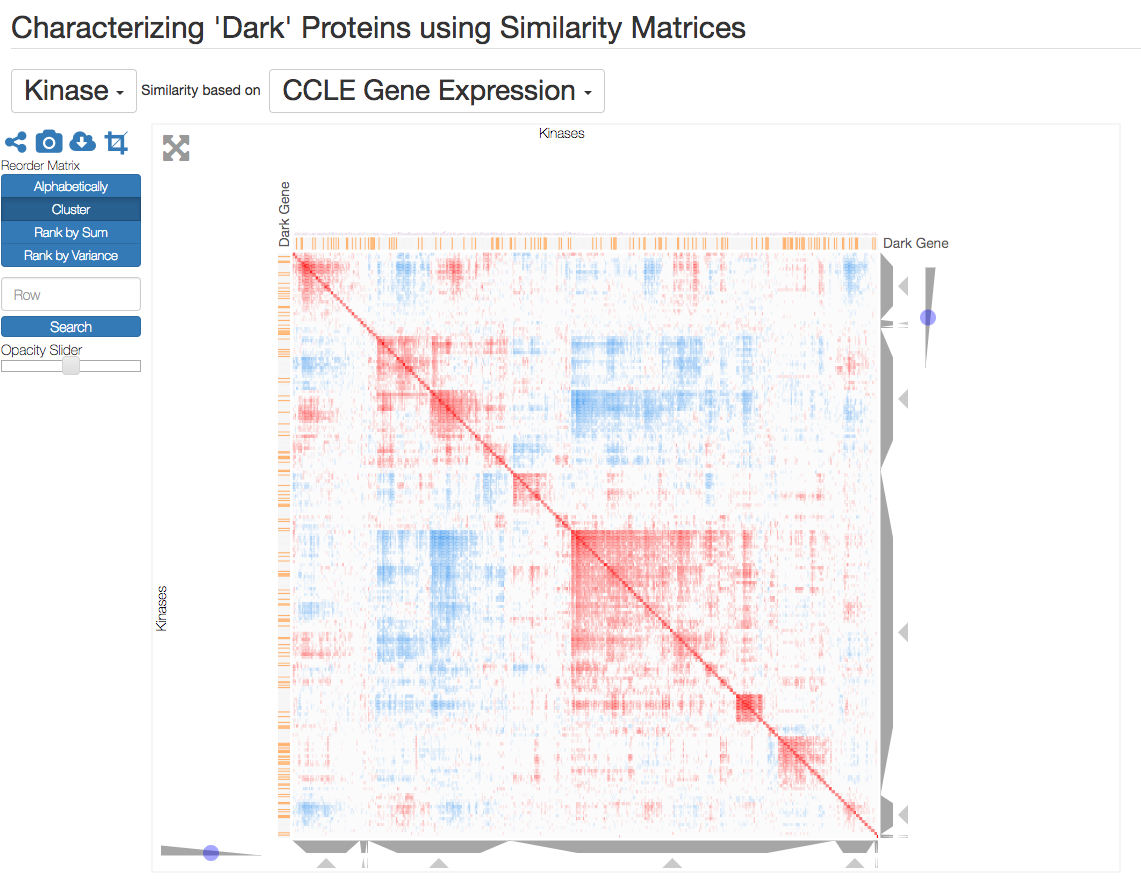 Characterizing 'Dark' Proteins using Similarity Matrices
Kinase Similarity based on CCLE Gene Expression
Kinases
Reorder Matrix
Alphabetically
Cluster
Rank by Sum
Rank by Variance
Row
Search
Opacity Slider
Dark Gene
Dark Gene
Kinases